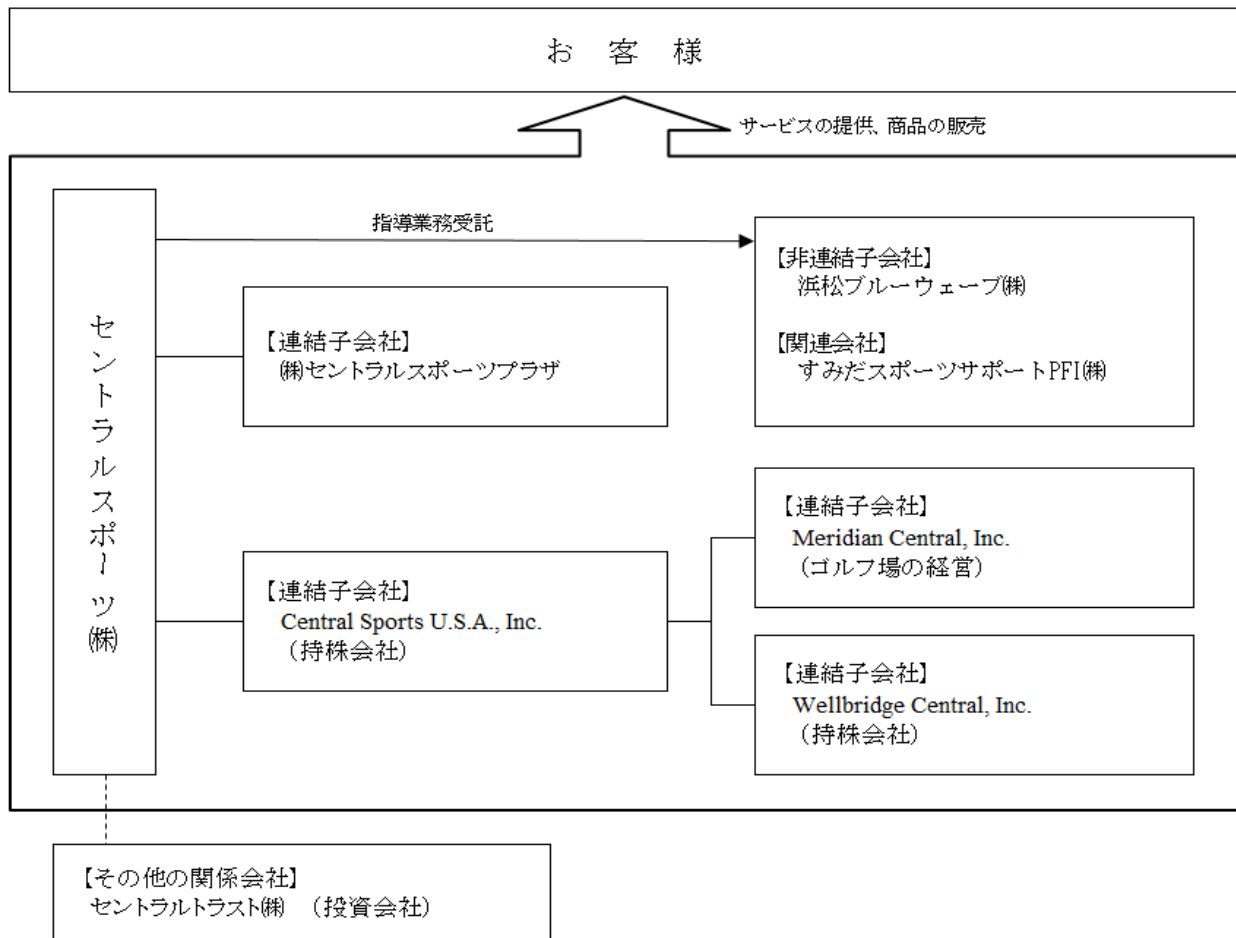 お 客 様
サービスの提供、商品の販売
セントラルスポーツ㈱
指導業務受託
【非連結子会社】
浜松ブルーウェーブ㈱
【関連会社】
すみだスポーツサポートPFI㈱
【連結子会社】
㈱セントラルスポーツプラザ
【連結子会社】
Central Sports U.S.A., Inc.
（持株会社）
【連結子会社】
Meridian Central, Inc.
（ゴルフ場の経営）
【連結子会社】
Wellbridge Central, Inc.
（持株会社）
【その他の関係会社】
セントラルトラスト㈱ （投資会社）